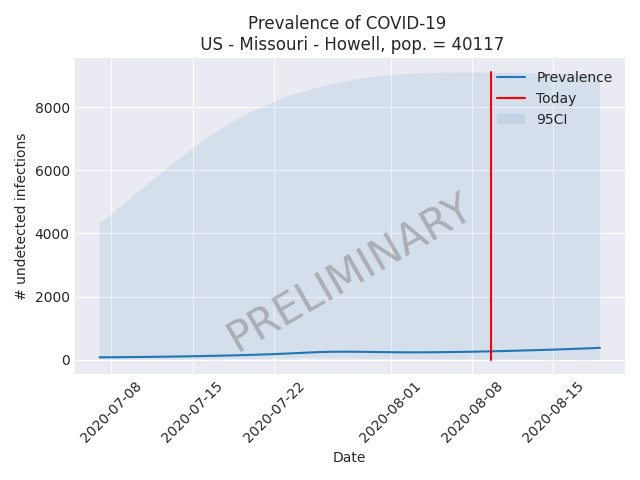 Prevalence of COVID-19
US - Missouri - Howell, pop. = 40117
Prevalence
Today
95CI
8000
6000
4000
2000
0
# undetected infections
PRELIMINARY
2020-07-08
2020-07-15
2020-07-22
2020-08-01
2020-08-08
2020-08-15
Date